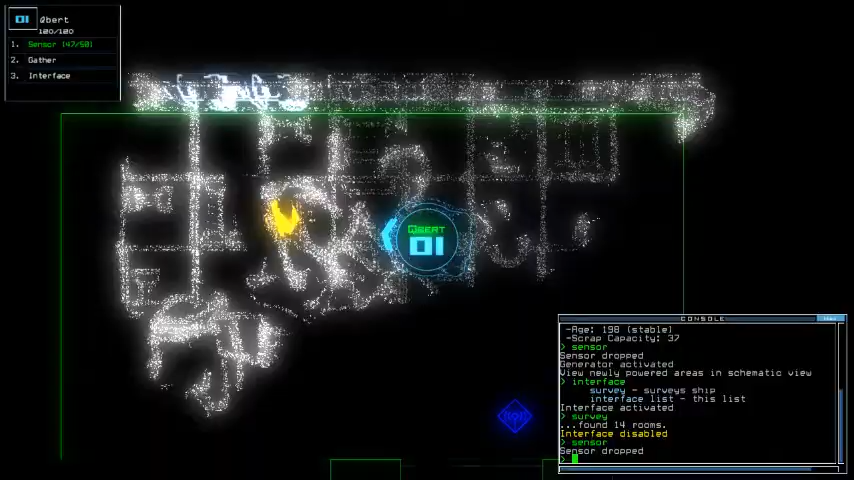 01 Qbert
100/100
1. Sensor (47/50)
2. Gather
3. Interface
QBERT
01
CONSOLE
-Age: 198 (stable)
-Scrap Capacity: 37
> sensor
Sensor dropped
Generator activated
View newly powered areas in schematic view
> interface
survey - surveys ship
interface list - this list
Interface activated
> survey
...found 14 rooms.
Interface disabled
> sensor
Sensor dropped
>